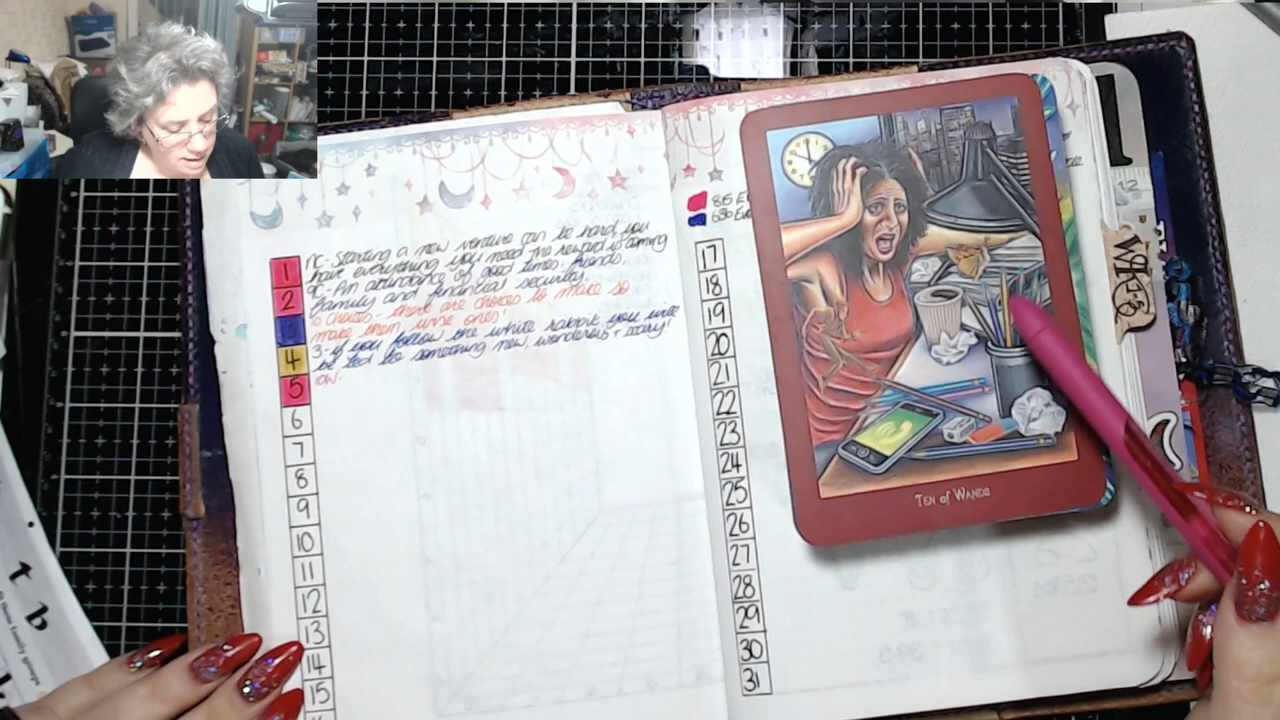 1
NC - Starting a new venture can be hard you
have everything you need the reward is coming
2
9C - An abundance of good times. friends.
family and financial security.
3
10 Choices - there are choices to make so
make them wise ones!
4
3 - if you follow the white rabbit you will
be led to something new, wonderous + scary!
5
10W -
6
7
8
9
10
11
12
13
14
15
17
18
19
20
21
22
23
24
25
26
27
28
29
30
31
TEN of WANDS
12
t b